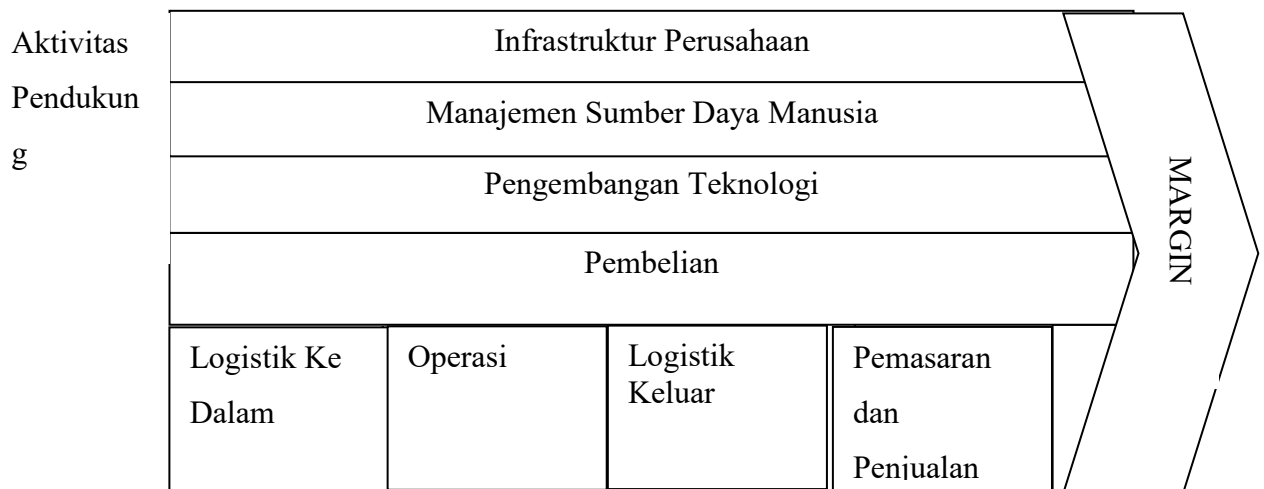 Aktivitas
Pendukun
g
Infrastruktur Perusahaan
Manajemen Sumber Daya Manusia
Pengembangan Teknologi
Pembelian
MARGIN
Logistik Ke
Dalam
Operasi
Logistik
Keluar
Pemasaran
dan
Penjualan